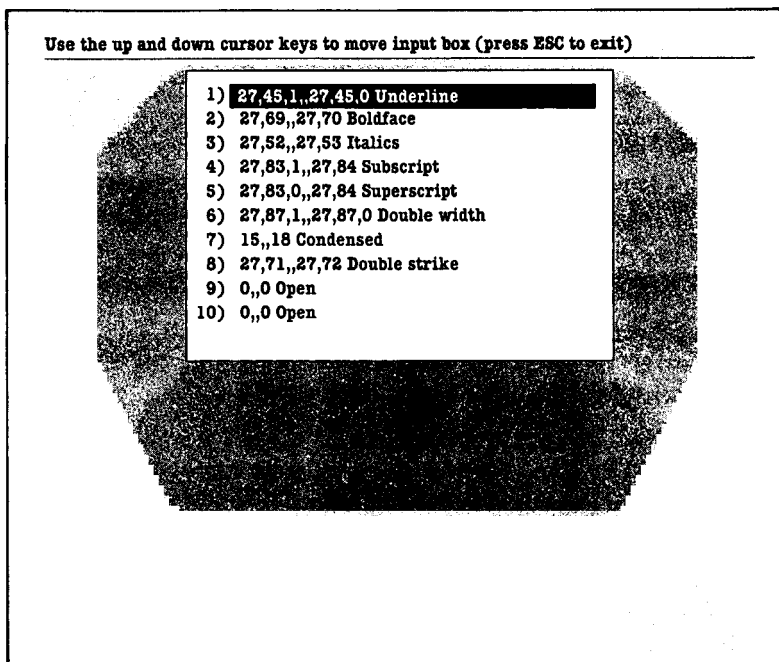 Use the up and down cursor keys to move input box (press ESC to exit)
1) 27,45,1,,27,45,0 Underline
2) 27,69,,27,70 Boldface
3) 27,52,,27,53 Italics
4) 27,83,1,,27,84 Subscript
5) 27,83,0,,27,84 Superscript
6) 27,87,1,,27,87,0 Double width
7) 15,,18 Condensed
8) 27,71,,27,72 Double strike
9) 0,,0 Open
10) 0,,0 Open